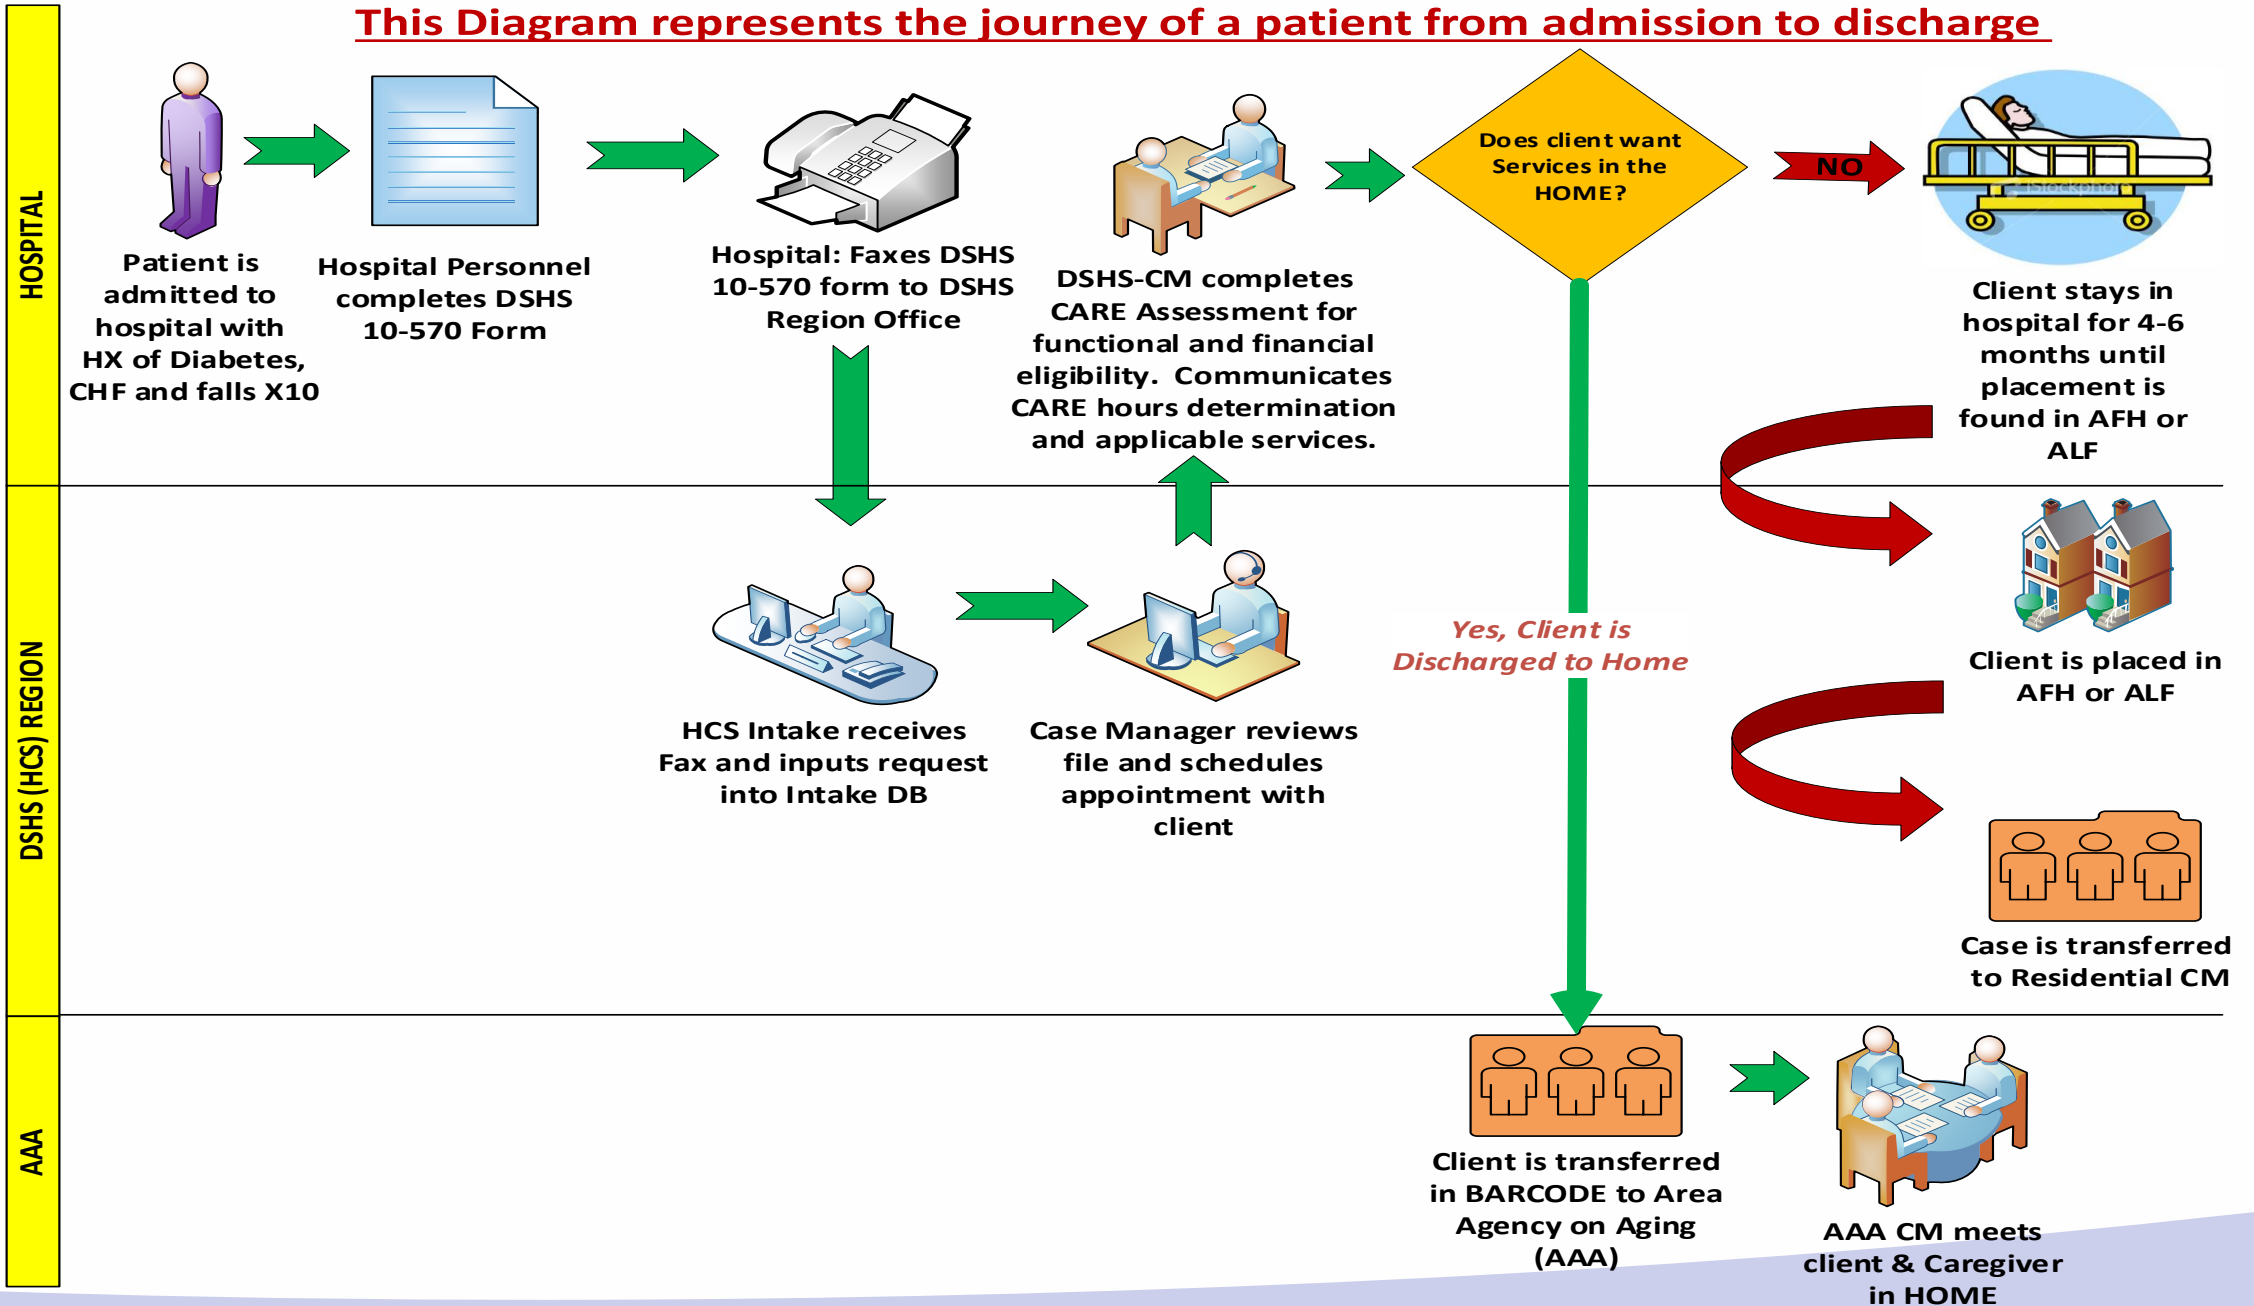 This Diagram represents the journey of a patient from admission to discharge
HOSPITAL
Patient is
admitted to
hospital with
HX of Diabetes,
CHF and falls X10
Hospital Personnel
completes DSHS
10-570 Form
Hospital: Faxes DSHS
10-570 form to DSHS
Region Office
DSHS-CM completes
CARE Assessment for
functional and financial
eligibility. Communicates
CARE hours determination
and applicable services.
Does client want
Services in the
HOME?
NO
iStockphoto
Client stays in
hospital for 4-6
months until
placement is
found in AFH or
ALF
DSHS (HCS) REGION
HCS Intake receives
Fax and inputs request
into Intake DB
Case Manager reviews
file and schedules
appointment with
client
Yes, Client is
Discharged to Home
Client is placed in
AFH or ALF
Case is transferred
to Residential CM
AAA
Client is transferred
in BARCODE to Area
Agency on Aging
(AAA)
AAA CM meets
client & Caregiver
in HOME